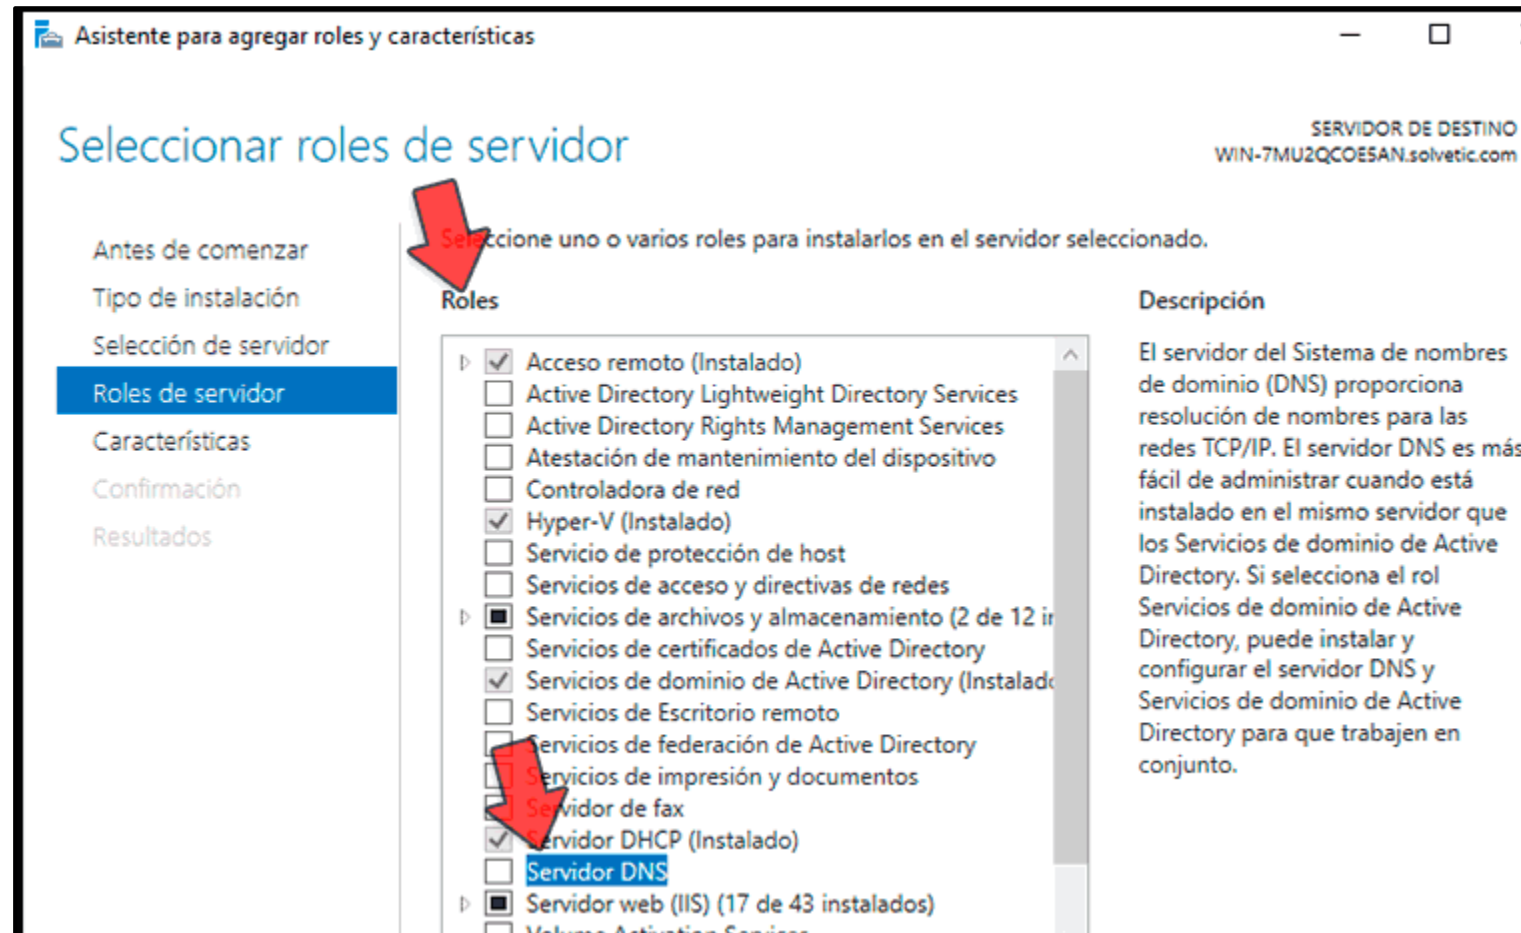 Asistente para agregar roles y características
Seleccionar roles de servidor
SERVIDOR DE DESTINO
WIN-7MU2QCOESAN.solvetic.com
Antes de comenzar
Tipo de instalación
Selección de servidor
Roles de servidor
Características
Confirmación
Resultados
Seleccione uno o varios roles para instalarlos en el servidor seleccionado.
Roles
Acceso remoto (Instalado)
Active Directory Lightweight Directory Services
Active Directory Rights Management Services
Atestación de mantenimiento del dispositivo
Controladora de red
Hyper-V (Instalado)
Servicio de protección de host
Servicios de acceso y directivas de redes
Servicios de archivos y almacenamiento (2 de 12 in
Servicios de certificados de Active Directory
Servicios de dominio de Active Directory (Instalado
Servicios de Escritorio remoto
Servicios de federación de Active Directory
Servicios de impresión y documentos
Servidor de fax
Servidor DHCP (Instalado)
Servidor DNS
Servidor web (IIS) (17 de 43 instalados)
Volume Activation Services
Descripción
El servidor del Sistema de nombres
de dominio (DNS) proporciona
resolución de nombres para las
redes TCP/IP. El servidor DNS es más
fácil de administrar cuando está
instalado en el mismo servidor que
los Servicios de dominio de Active
Directory. Si selecciona el rol
Servicios de dominio de Active
Directory, puede instalar y
configurar el servidor DNS y
Servicios de dominio de Active
Directory para que trabajen en
conjunto.